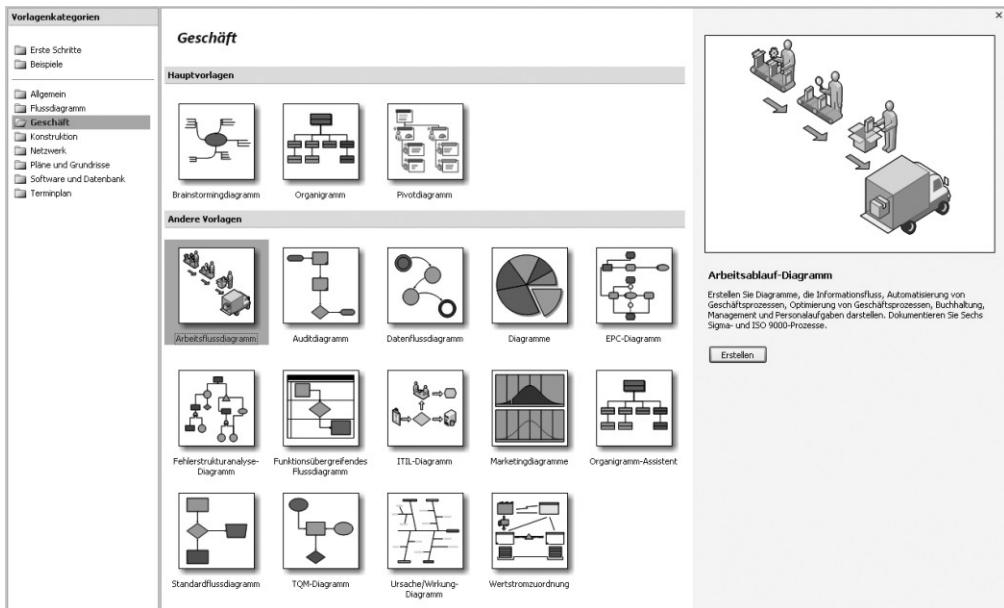 Vorlagenkategorien
Erste Schritte
Beispiele
Allgemein
Flussdiagramm
Geschäft
Konstruktion
Netzwerk
Pläne und Grundrisse
Software und Datenbank
Terminplan
Geschäft
Hauptvorlagen
Brainstormingdiagramm
Organigramm
Pivotdiagramm
Andere Vorlagen
Arbeitsflussdiagramm
Auditdiagramm
Datenflussdiagramm
Diagramme
EPC-Diagramm
Fehlerstrukturanalyse-
Diagramm
Funktionsübergreifendes
Flussdiagramm
ITIL-Diagramm
Marketingdiagramme
Organigramm-Assistent
Standardflussdiagramm
TQM-Diagramm
Ursache/Wirkung-
Diagramm
Wertstromzuordnung
Arbeitsablauf-Diagramm
Erstellen Sie Diagramme, die Informationsfluss, Automatisierung von
Geschäftsprozessen, Optimierung von Geschäftsprozessen, Buchhaltung,
Management und Personalaufgaben darstellen. Dokumentieren Sie Sechs
Sigma- und ISO 9000-Prozesse.
Erstellen